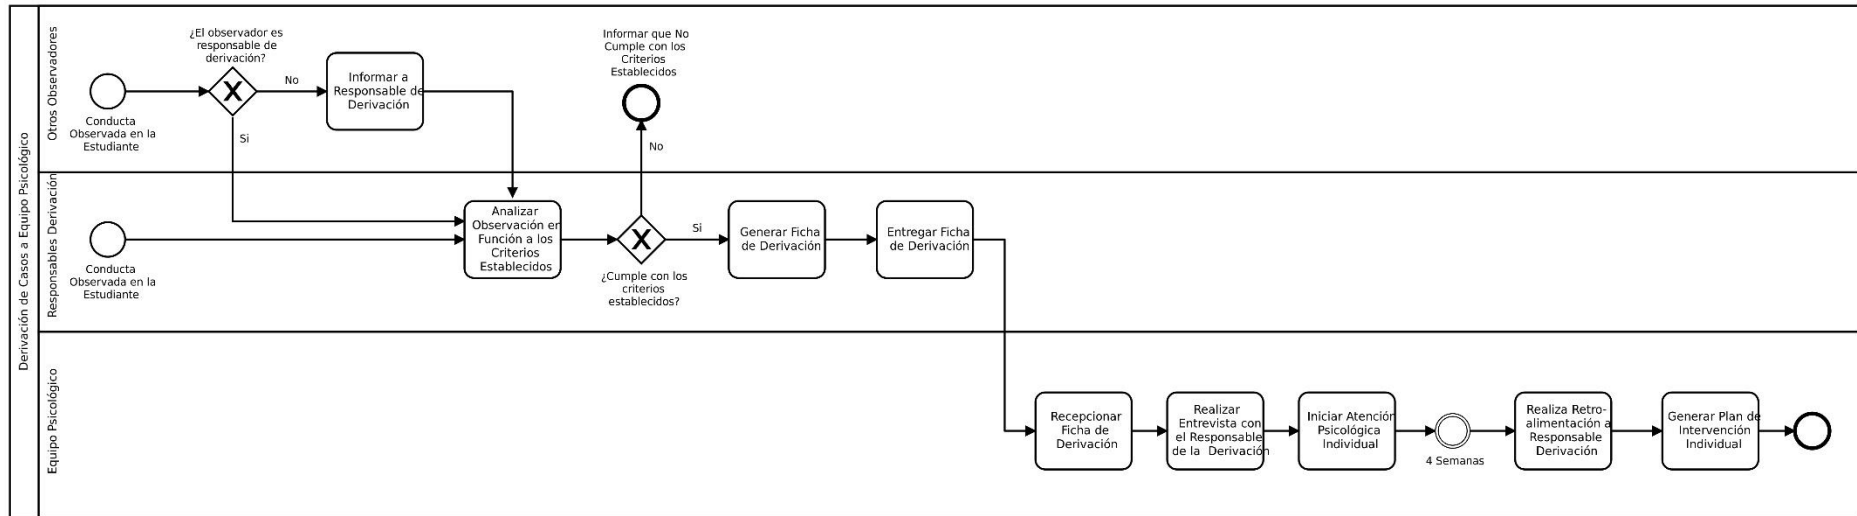 Derivación de Casos a Equipo Psicológico
Otros Observadores
Conducta
Observada en la
Estudiante
¿El observador es
responsable de
derivación?
No
Si
Informar a
Responsable de
Derivación
Informar que No
Cumple con los
Criterios
Establecidos
No
Responsables Derivación
Conducta
Observada en la
Estudiante
Analizar
Observación en
Función a los
Criterios
Establecidos
¿Cumple con los
criterios
establecidos?
Si
Generar Ficha
de Derivación
Entregar Ficha
de Derivación
Equipo Psicológico
Recepcionar
Ficha de
Derivación
Realizar
Entrevista con
el Responsable
de la Derivación
Iniciar Atención
Psicológica
Individual
4 Semanas
Realiza Retro-
alimentación a
Responsable
Derivación
Generar Plan de
Intervención
Individual